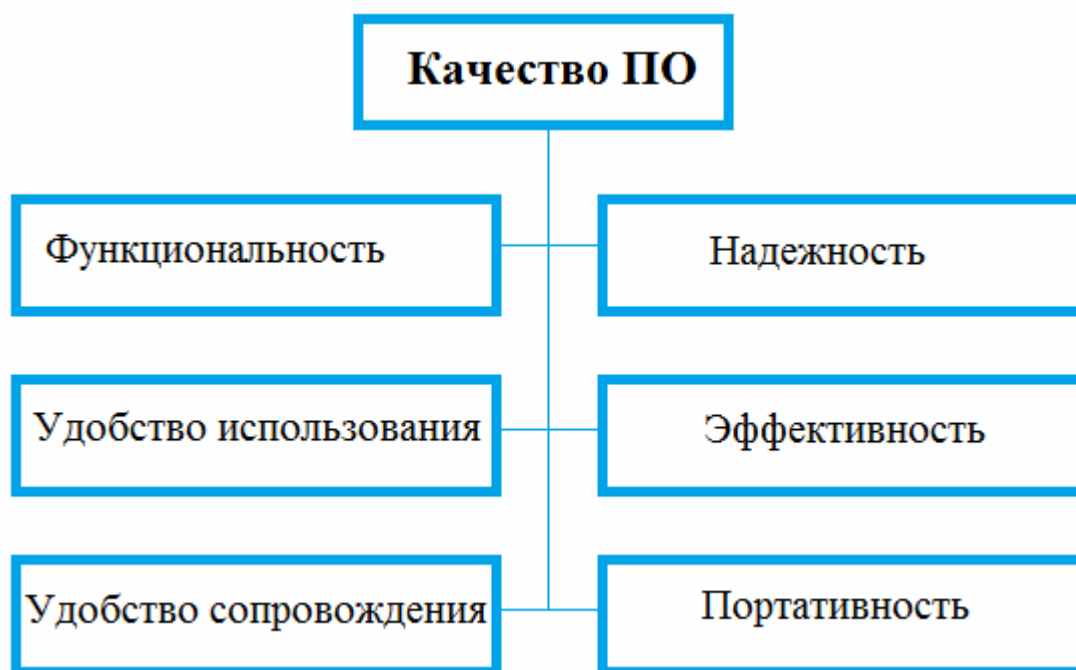 Качество ПО
Функциональность
Надежность
Удобство использования
Эффективность
Удобство сопровождения
Портативность